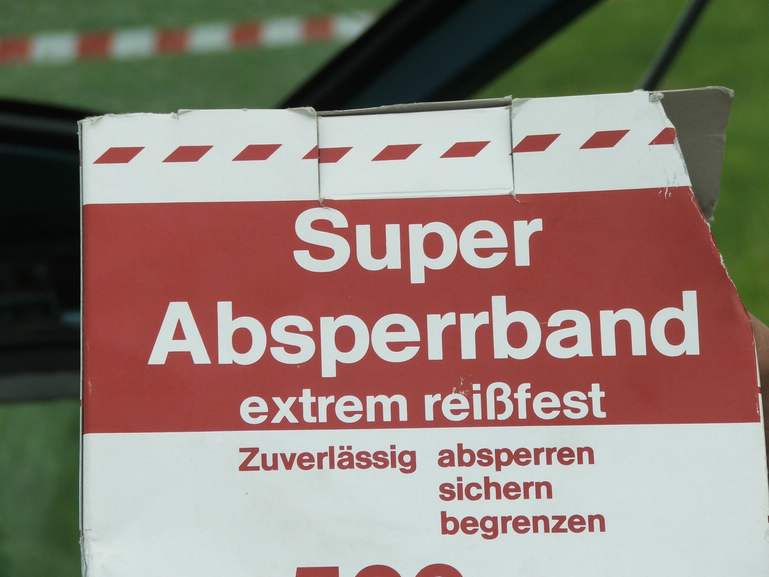 Super
Absperrband
extrem reißfest
Zuverlässig absperren
sichern
begrenzen